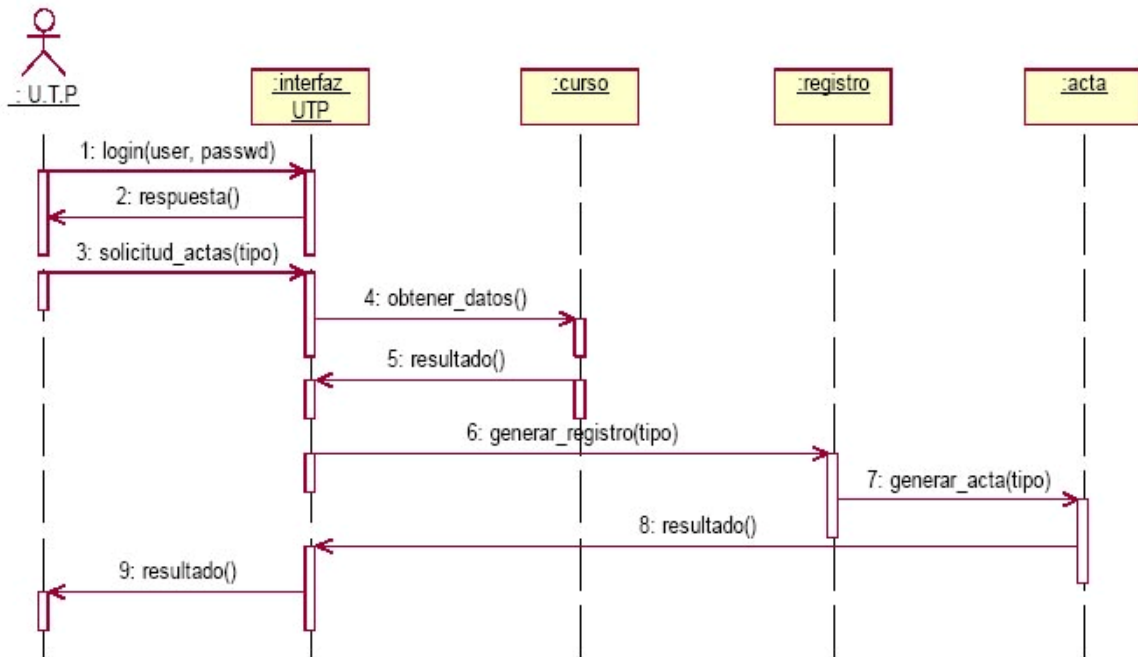 : U.T.P
:interfaz
UTP
:curso
:registro
:acta
1: login(user, passwd)
2: respuesta()
3: solicitud_actas(tipo)
4: obtener_datos()
5: resultado()
6: generar_registro(tipo)
7: generar_acta(tipo)
8: resultado()
9: resultado()